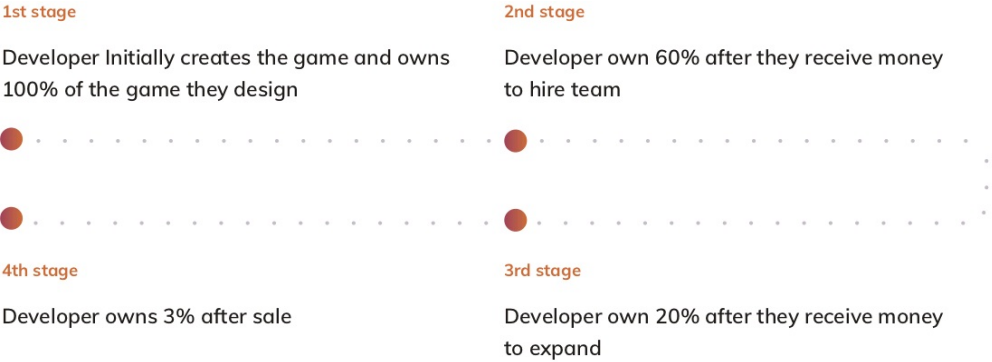 1st stage
Developer Initially creates the game and owns
100% of the game they design
2nd stage
Developer own 60% after they receive money
to hire team
3rd stage
Developer own 20% after they receive money
to expand
4th stage
Developer owns 3% after sale